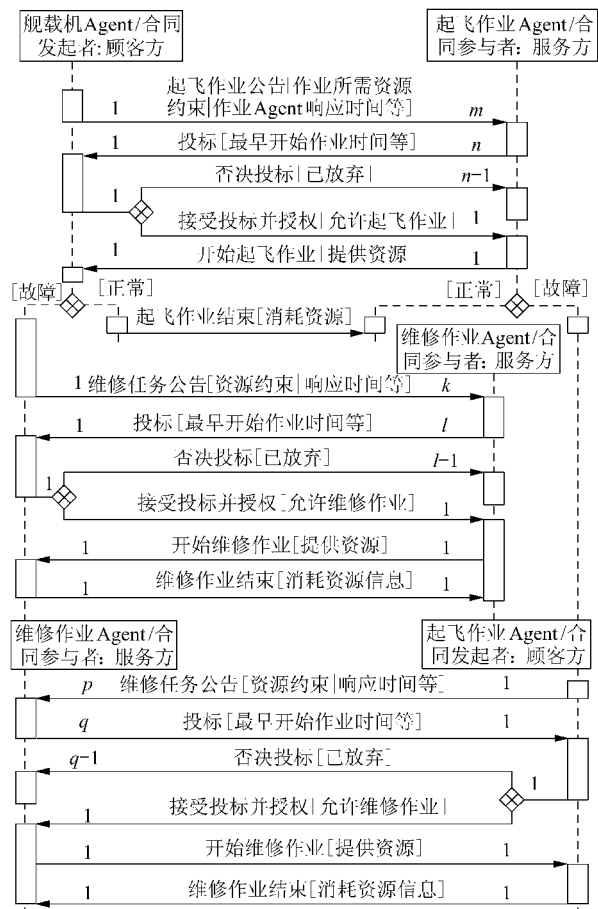 舰载机Agent/合同
发起者:顾客方
起飞作业Agent/合
同参与者：服务方
起飞作业公告|作业所需资源
1 约束|作业Agent响应时间等] m
1 投标[最早开始作业时间等] n
否决投标|已放弃| n-1
1
接受投标并授权|允许起飞作业| 1
1 开始起飞作业|提供资源 1
[故障] [正常] [正常] [故障]
起飞作业结束[消耗资源]
维修作业Agent/合
同参与者：服务方
1 维修任务公告[资源约束|响应时间等] k
1 投标[最早开始作业时间等] l
否决投标[已放弃] l-1
1
接受投标并授权[允许维修作业] 1
1 开始维修作业[提供资源] 1
1 维修作业结束[消耗资源信息] 1
维修作业Agent/合
同参与者：服务方
起飞作业Agent/合
同发起者：顾客方
p 维修任务公告[资源约束|响应时间等] 1
q 投标[最早开始作业时间等] 1
q-1 否决投标[已放弃]
1
1 接受投标并授权|允许维修作业|
1 开始维修作业[提供资源] 1
1 维修作业结束[消耗资源信息] 1